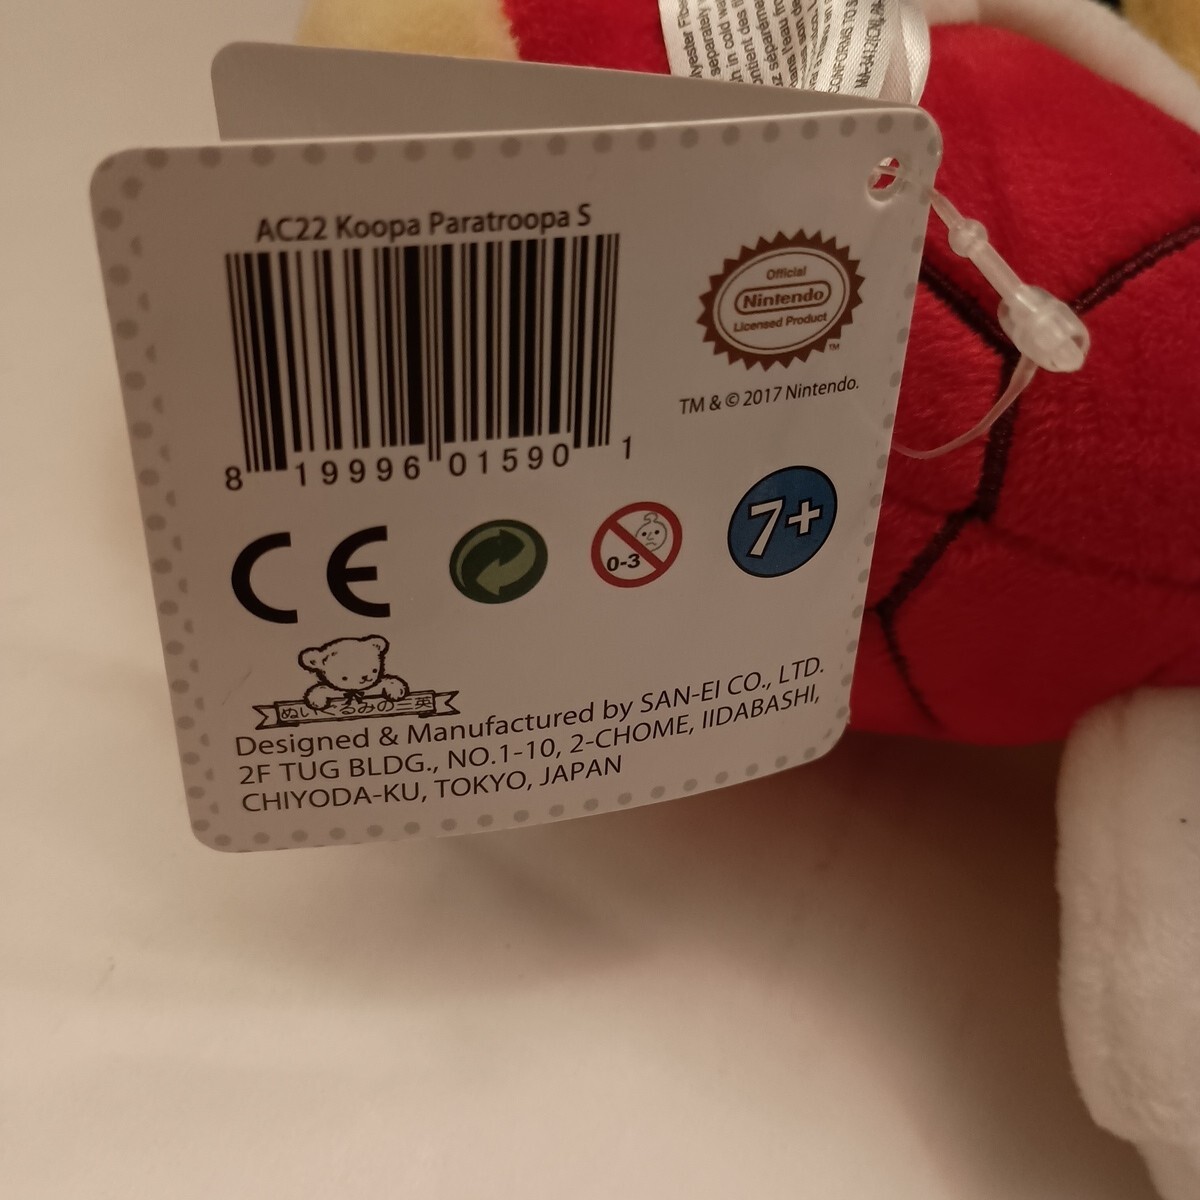 AC22 Koopa Paratroopa S
8 19996 01590 1
Official
Nintendo
Licensed Product
TM
TM & © 2017 Nintendo.
CE
0-3
7+
ぬいぐるみの三英
Designed & Manufactured by SAN-EI CO., LTD.
2F TUG BLDG., NO.1-10, 2-CHOME, IIDABASHI,
CHIYODA-KU, TOKYO, JAPAN